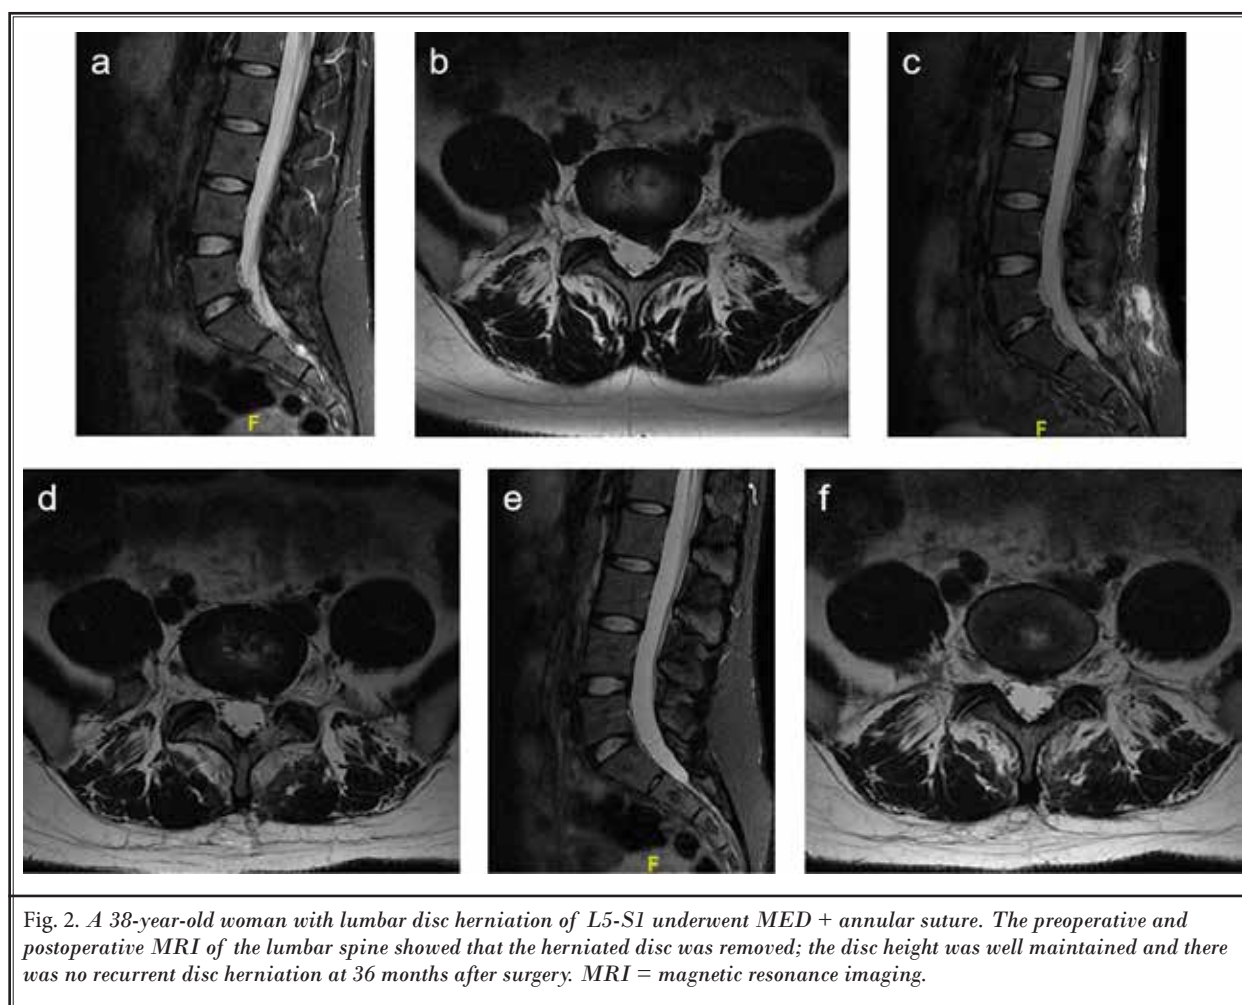 a
b
c
F
F
d
e
f
F
Fig. 2. A 38-year-old woman with lumbar disc herniation of L5-S1 underwent MED + annular suture. The preoperative and
postoperative MRI of the lumbar spine showed that the herniated disc was removed; the disc height was well maintained and there
was no recurrent disc herniation at 36 months after surgery. MRI = magnetic resonance imaging.